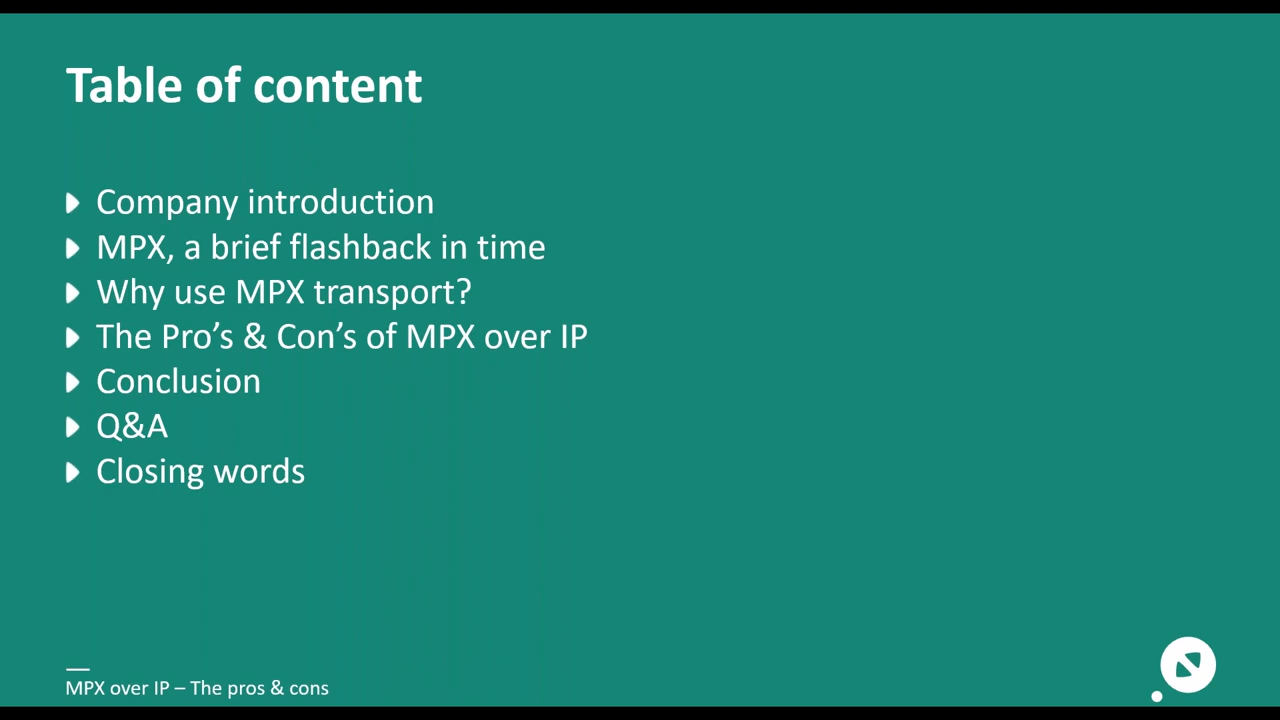 Table of content
Company introduction
MPX, a brief flashback in time
Why use MPX transport?
The Pro’s & Con’s of MPX over IP
Conclusion
Q&A
Closing words
MPX over IP – The pros & cons